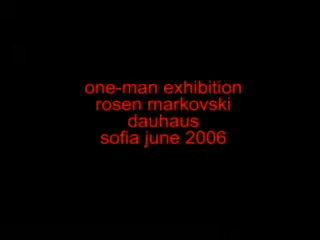 one-man exhibition
rosen markovski
dauhaus
sofia june 2006